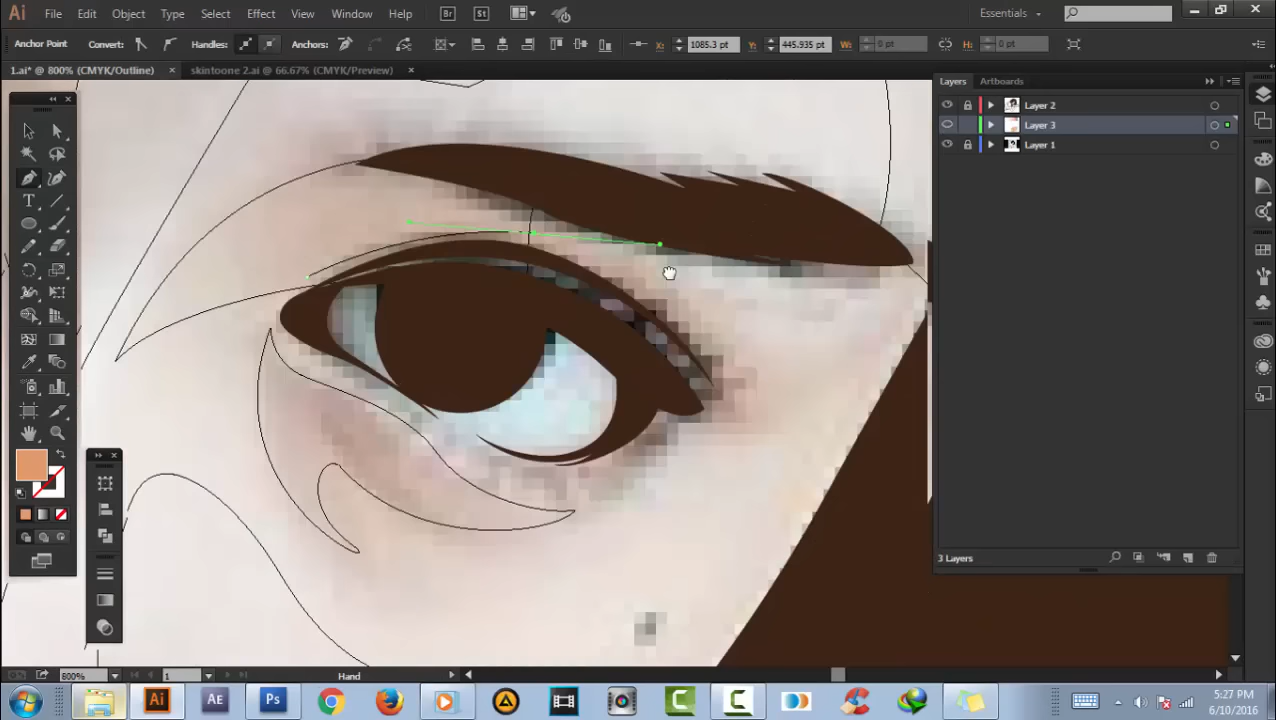 Ai File Edit Object Type Select Effect View Window Help Br St Essentials
Anchor Point Convert: Handles: Anchors: X: 1085.3 pt Y: 445.935 pt W: 0 pt H: 0 pt
1.ai* @ 800% (CMYK/Outline) × skintoone 2.ai @ 66.67% (CMYK/Preview) ×
Layers Artboards
Layer 2
Layer 3
Layer 1
3 Layers
800% 1 Hand
Ai Ae Ps
5:27 PM
6/10/2016